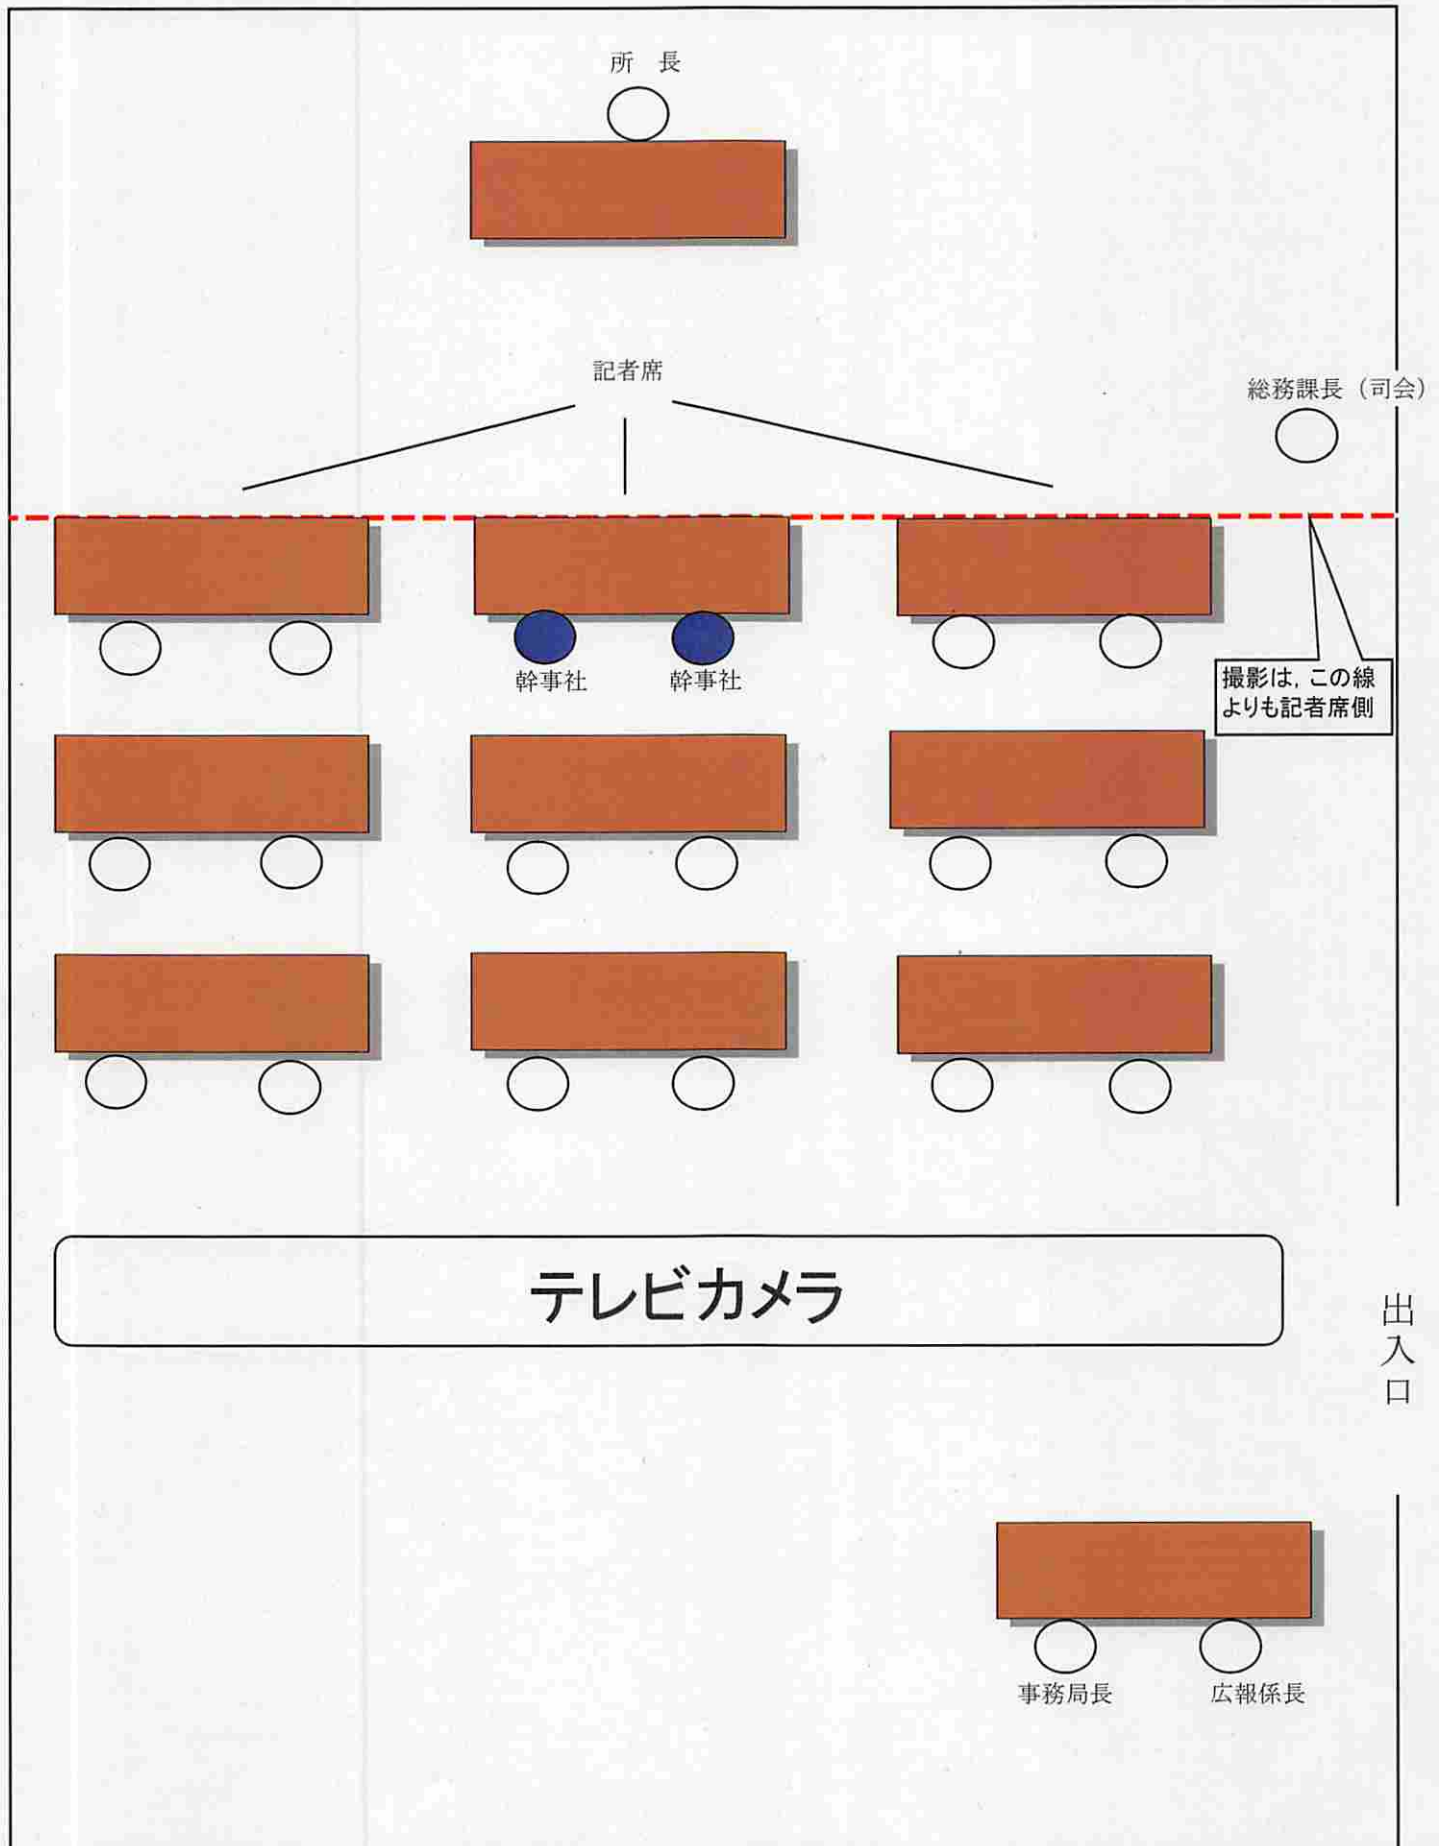 所　長
記者席
総務課長（司会）
幹事社
幹事社
撮影は，この線
よりも記者席側
テレビカメラ
出入口
事務局長
広報係長